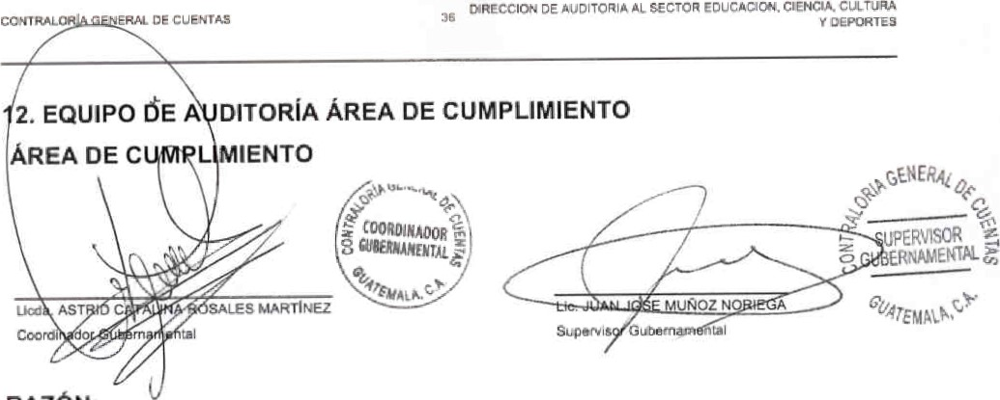 CONTRALORÍA GENERAL DE CUENTAS
36
DIRECCION DE AUDITORIA AL SECTOR EDUCACION, CIENCIA, CULTURA
Y DEPORTES
12. EQUIPO DE AUDITORÍA ÁREA DE CUMPLIMIENTO
ÁREA DE CUMPLIMIENTO
CONTRALORÍA GENERAL DE CUENTAS
COORDINADOR
GUBERNAMENTAL
GUATEMALA, C.A
CONTRALORIA GENERAL DE CUENTAS
SUPERVISOR
GUBERNAMENTAL
GUATEMALA, C.A.
Licda. ASTRID CATALINA ROSALES MARTÍNEZ
Coordinador Gubernamental
Lic. JUAN JOSE MUÑOZ NORIEGA
Supervisor Gubernamental
RAZÓN: